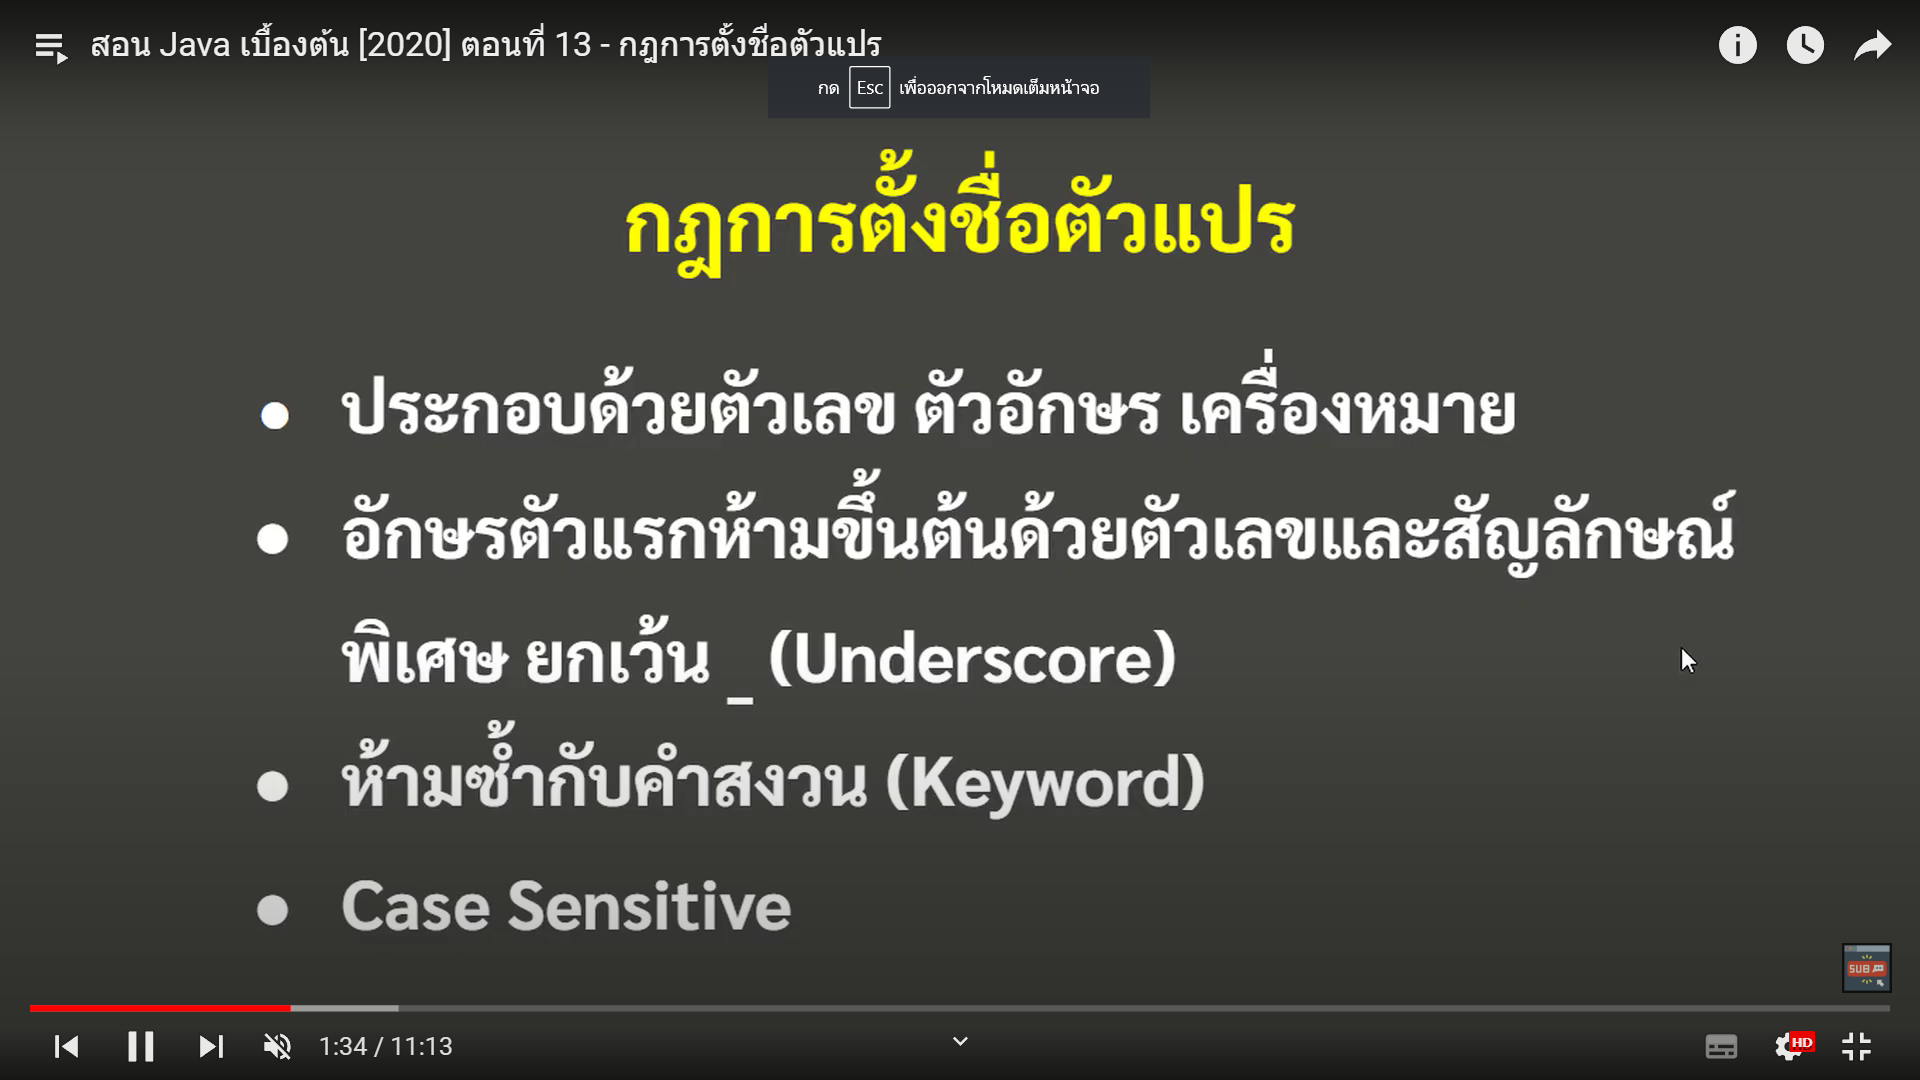 สอน Java เบื้องต้น [2020] ตอนที่ 13 - กฎการตั้งชื่อตัวแปร
กด Esc เพื่อออกจากโหมดเต็มหน้าจอ
กฎการตั้งชื่อตัวแปร
● ประกอบด้วยตัวเลข ตัวอักษร เครื่องหมาย
● อักษรตัวแรกห้ามขึ้นต้นด้วยตัวเลขและสัญลักษณ์
พิเศษ ยกเว้น _ (Underscore)
● ห้ามซ้ำกับคำสงวน (Keyword)
● Case Sensitive
SUB
1:34 / 11:13
HD